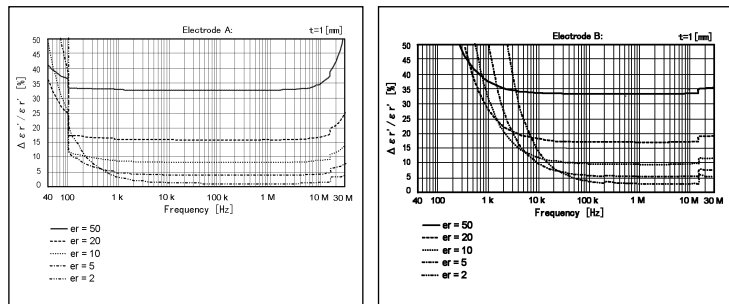 Electrode A: t=1 [mm]
Δ ε r' / ε r' [%]
50
45
40
35
30
25
20
15
10
5
0
40 100 1 k 10 k 100 k 1 M 10 M 30 M
Frequency [Hz]
er = 50
er = 20
er = 10
er = 5
er = 2
Electrode B: t=1 [mm]
Δ ε r' / ε r' [%]
50
45
40
35
30
25
20
15
10
5
0
40 100 1 k 10 k 100 k 1 M 10 M 30 M
Frequency [Hz]
er = 50
er = 20
er = 10
er = 5
er = 2